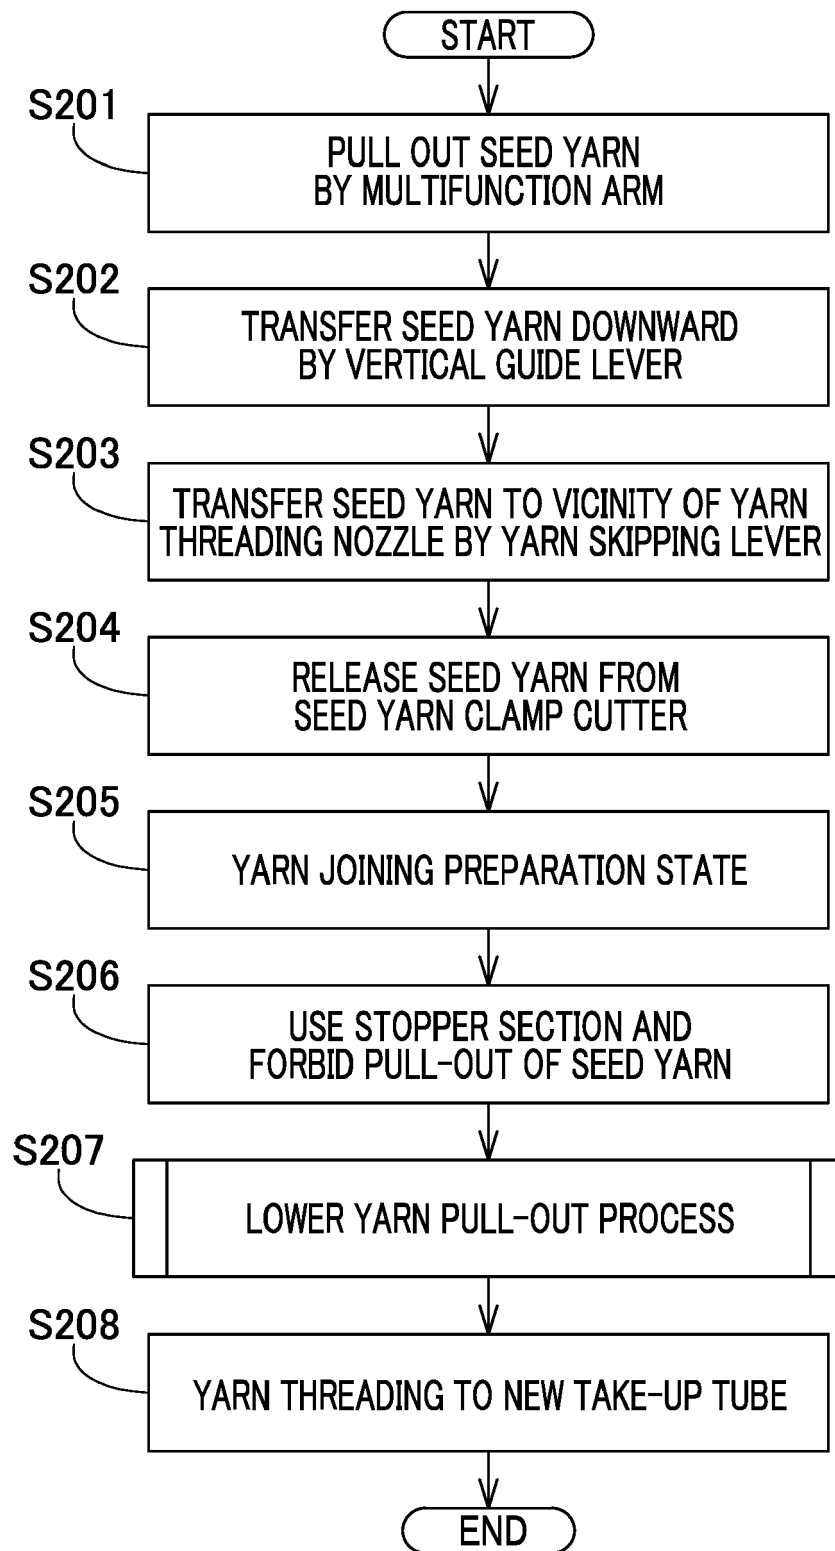 START
S201
PULL OUT SEED YARN
BY MULTIFUNCTION ARM
S202
TRANSFER SEED YARN DOWNWARD
BY VERTICAL GUIDE LEVER
S203
TRANSFER SEED YARN TO VICINITY OF YARN
THREADING NOZZLE BY YARN SKIPPING LEVER
S204
RELEASE SEED YARN FROM
SEED YARN CLAMP CUTTER
S205
YARN JOINING PREPARATION STATE
S206
USE STOPPER SECTION AND
FORBID PULL-OUT OF SEED YARN
S207
LOWER YARN PULL-OUT PROCESS
S208
YARN THREADING TO NEW TAKE-UP TUBE
END